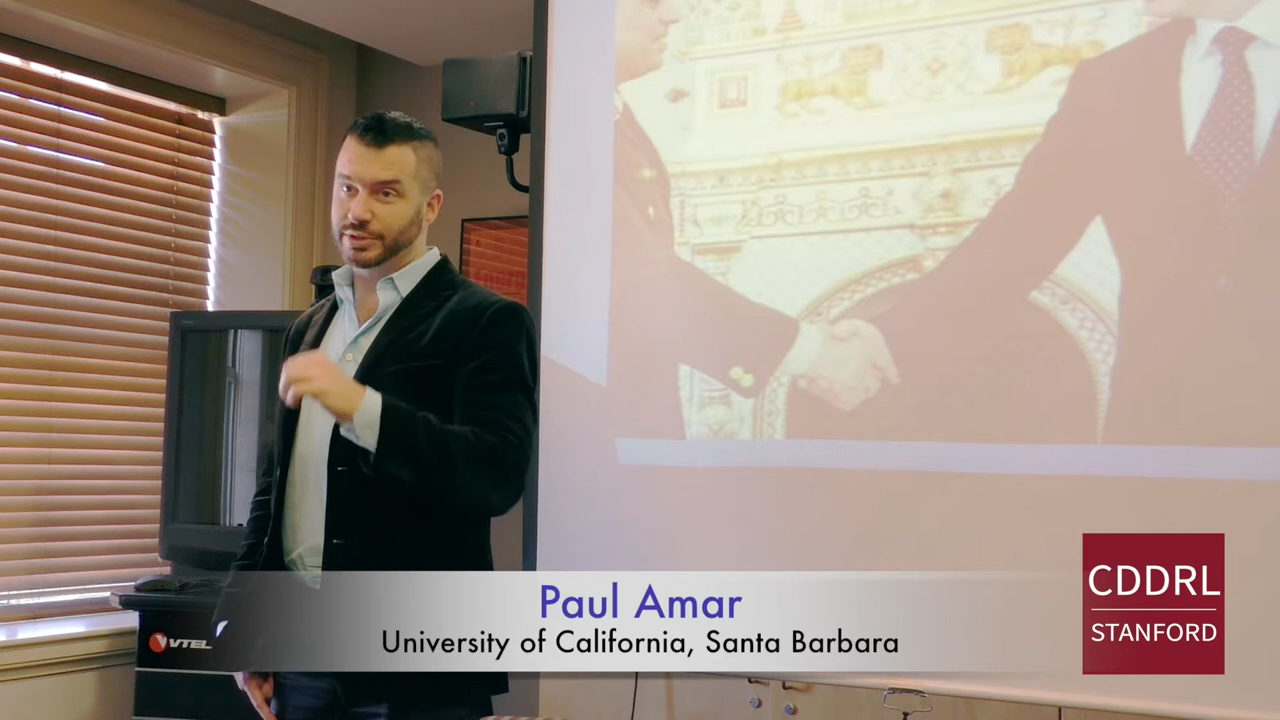 Paul Amar
University of California, Santa Barbara
CDDRL
STANFORD
VTEL